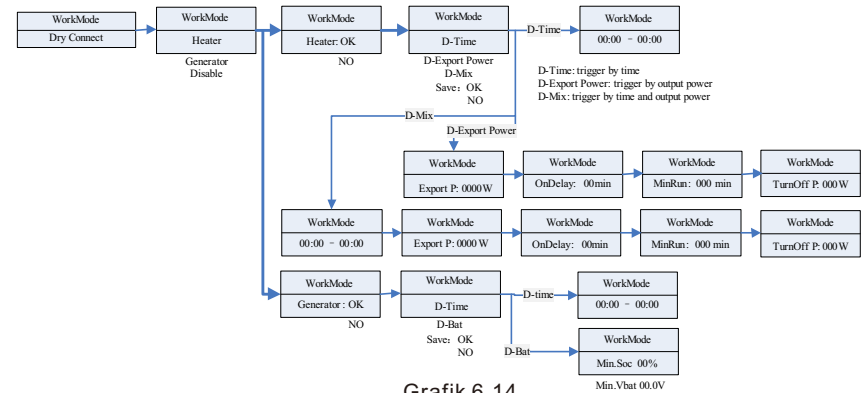 WorkMode
Dry Connect
WorkMode
Heater
Generator
Disable
WorkMode
Heater: OK
NO
WorkMode
D-Time
D-Export Power
D-Mix
Save: OK
NO
D-Time
WorkMode
00:00 - 00:00
D-Time: trigger by time
D-Export Power: trigger by output power
D-Mix: trigger by time and output power
D-Mix
D-Export Power
WorkMode
Export P: 0000W
WorkMode
OnDelay: 00min
WorkMode
MinRun: 000 min
WorkMode
TurnOff P: 000W
WorkMode
00:00 - 00:00
WorkMode
Export P: 0000W
WorkMode
OnDelay: 00min
WorkMode
MinRun: 000 min
WorkMode
TurnOff P: 000W
WorkMode
Generator: OK
NO
WorkMode
D-Time
D-Bat
Save: OK
NO
D-time
WorkMode
00:00 - 00:00
D-Bat
WorkMode
Min.Soc 00%
Min.Vbat 00.0V
Grafik 6.14